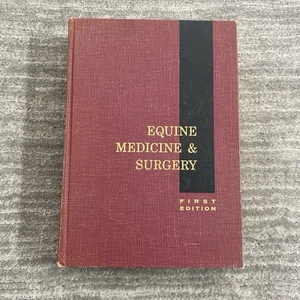 EQUINE
MEDICINE &
SURGERY
FIRST
EDITION